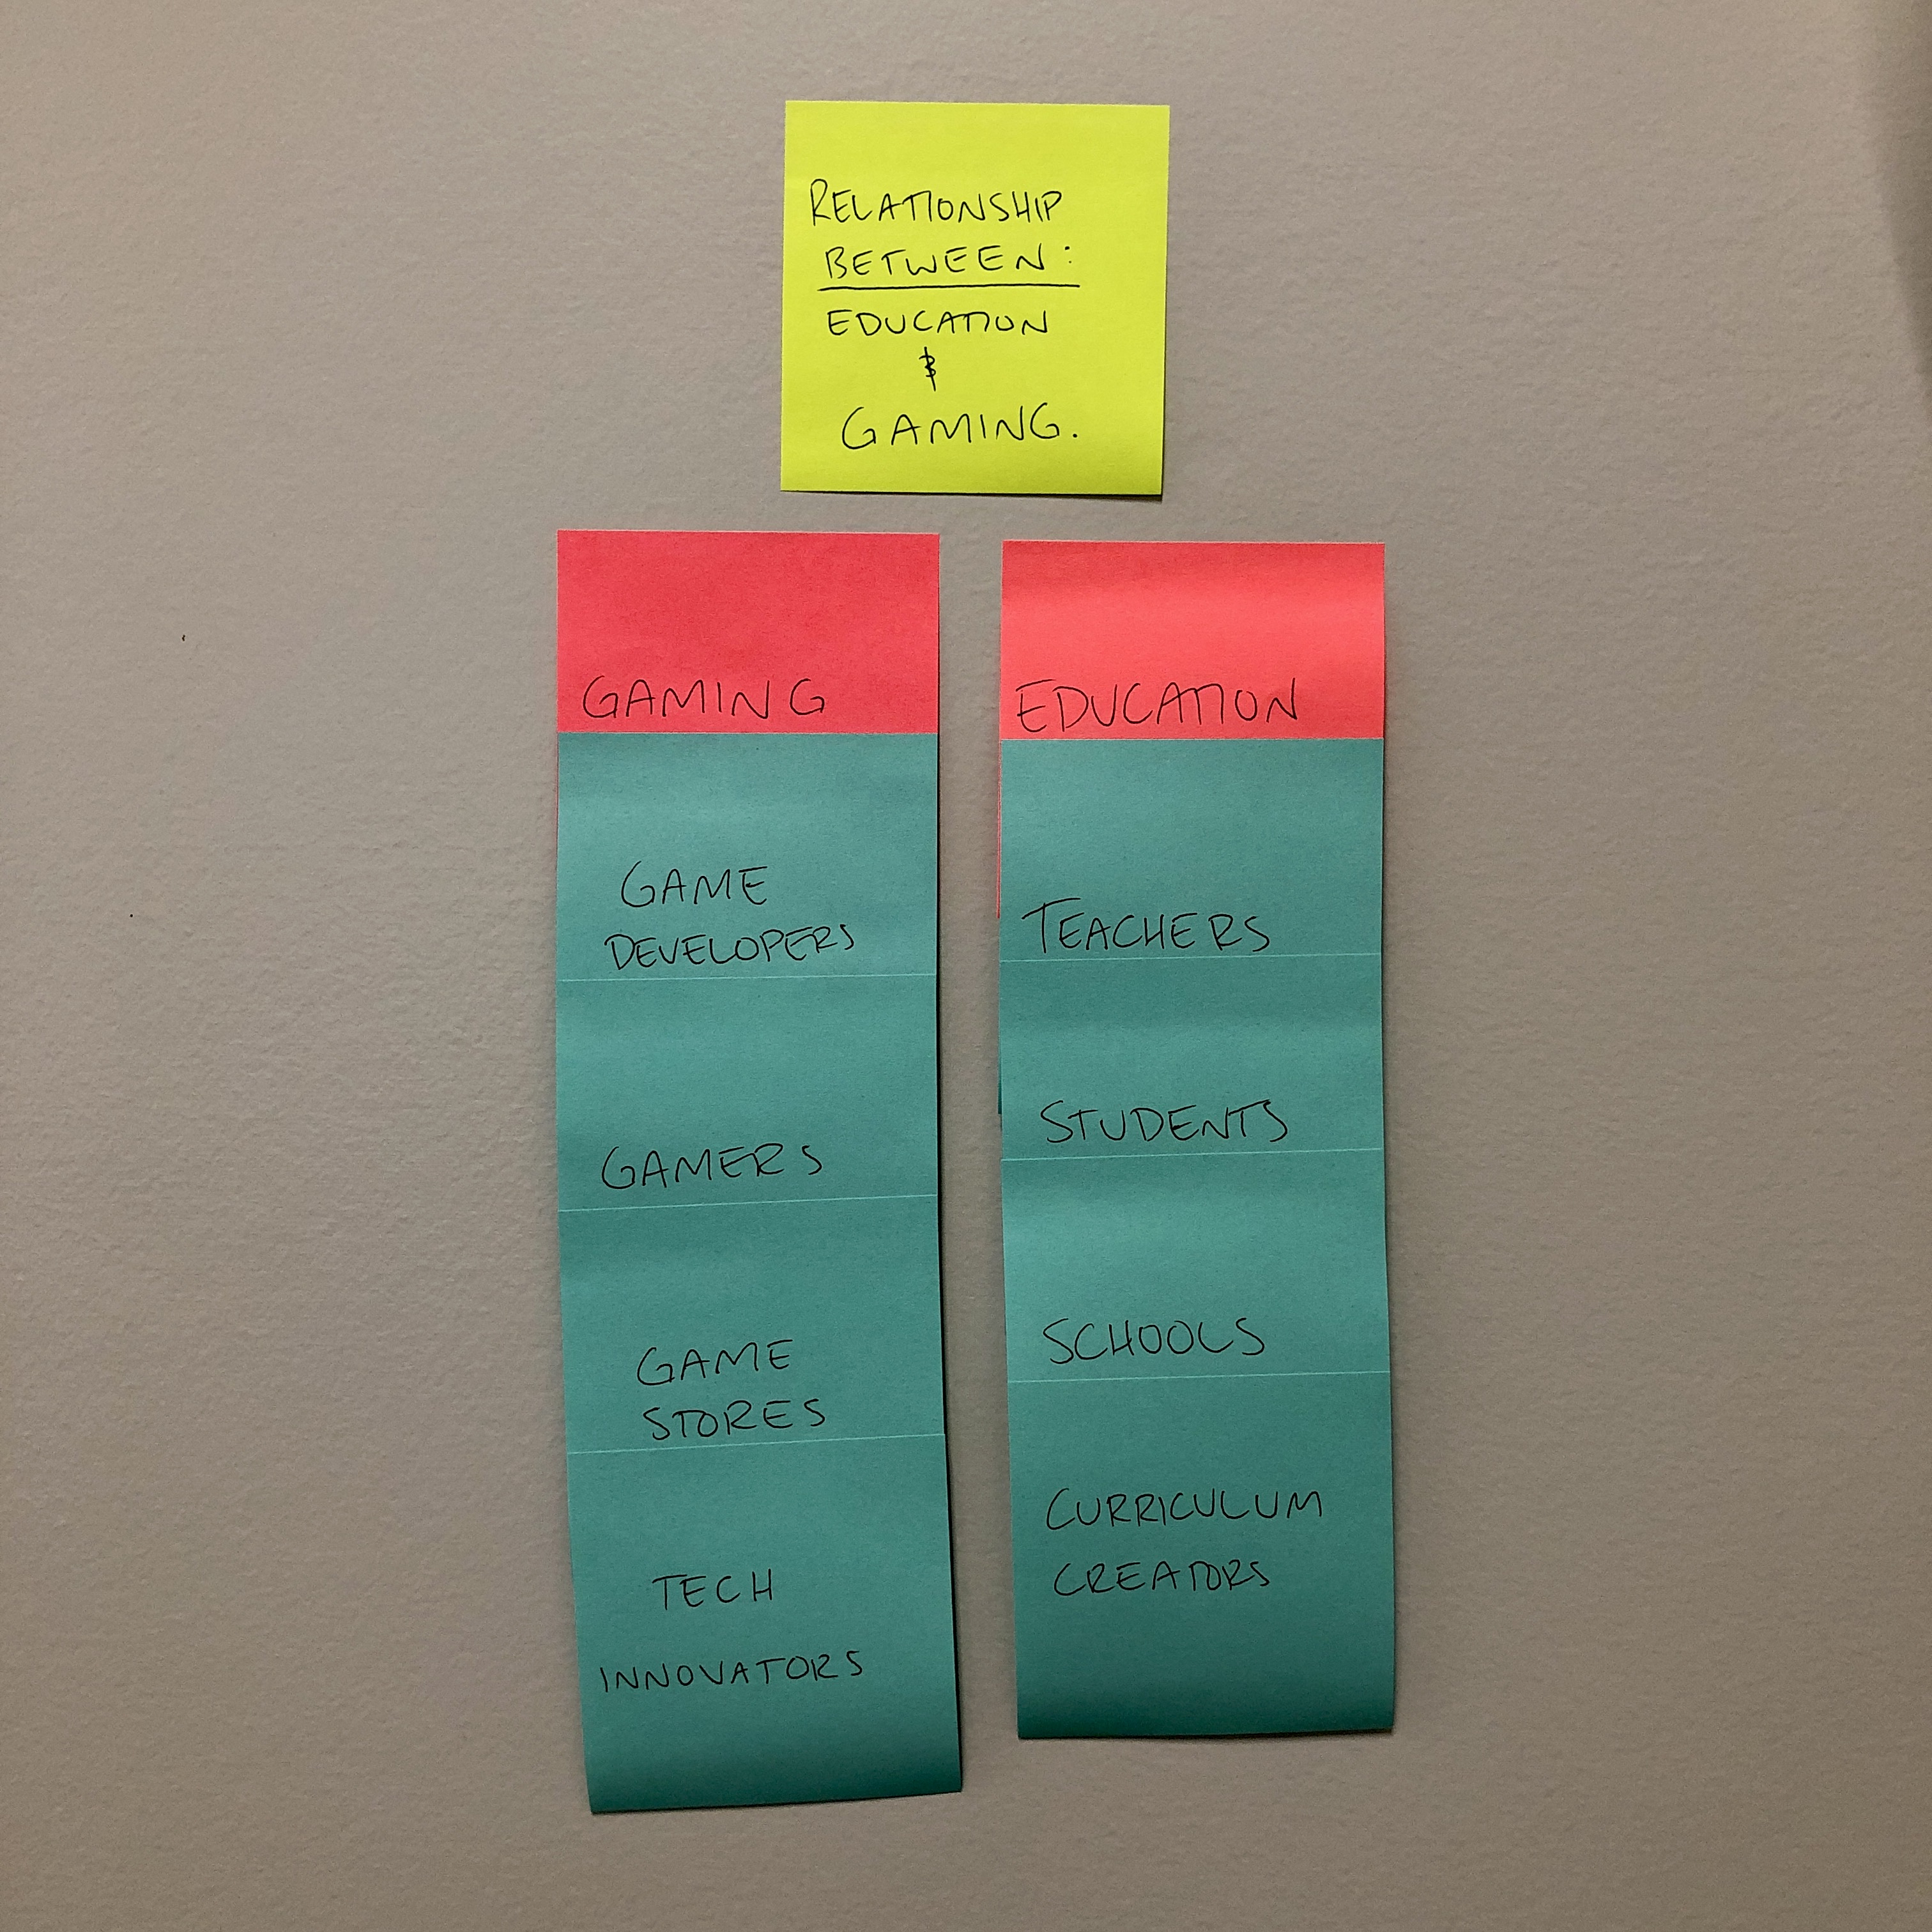 RELATIONSHIP
BETWEEN:
EDUCATION
&
GAMING.
GAMING
GAME
DEVELOPERS
GAMERS
GAME
STORES
TECH
INNOVATORS
EDUCATION
TEACHERS
STUDENTS
SCHOOLS
CURRICULUM
CREATORS